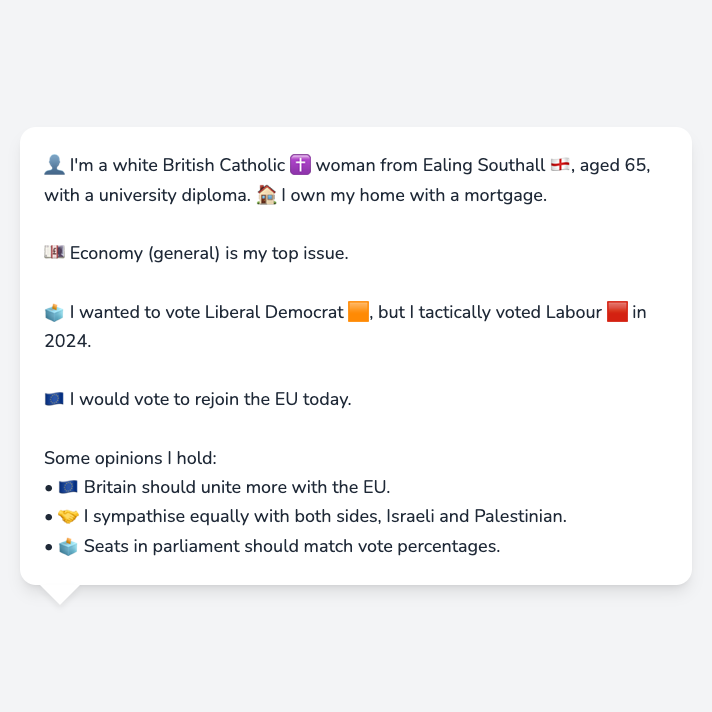 👤 I'm a white British Catholic ✝️ woman from Ealing Southall 🏴󠁧󠁢󠁥󠁮󠁧󠁿, aged 65,
with a university diploma. 🏠 I own my home with a mortgage.
💷 Economy (general) is my top issue.
🗳️ I wanted to vote Liberal Democrat 🟧, but I tactically voted Labour 🟥 in
2024.
🇪🇺 I would vote to rejoin the EU today.
Some opinions I hold:
• 🇪🇺 Britain should unite more with the EU.
• 🤝 I sympathise equally with both sides, Israeli and Palestinian.
• 🗳️ Seats in parliament should match vote percentages.